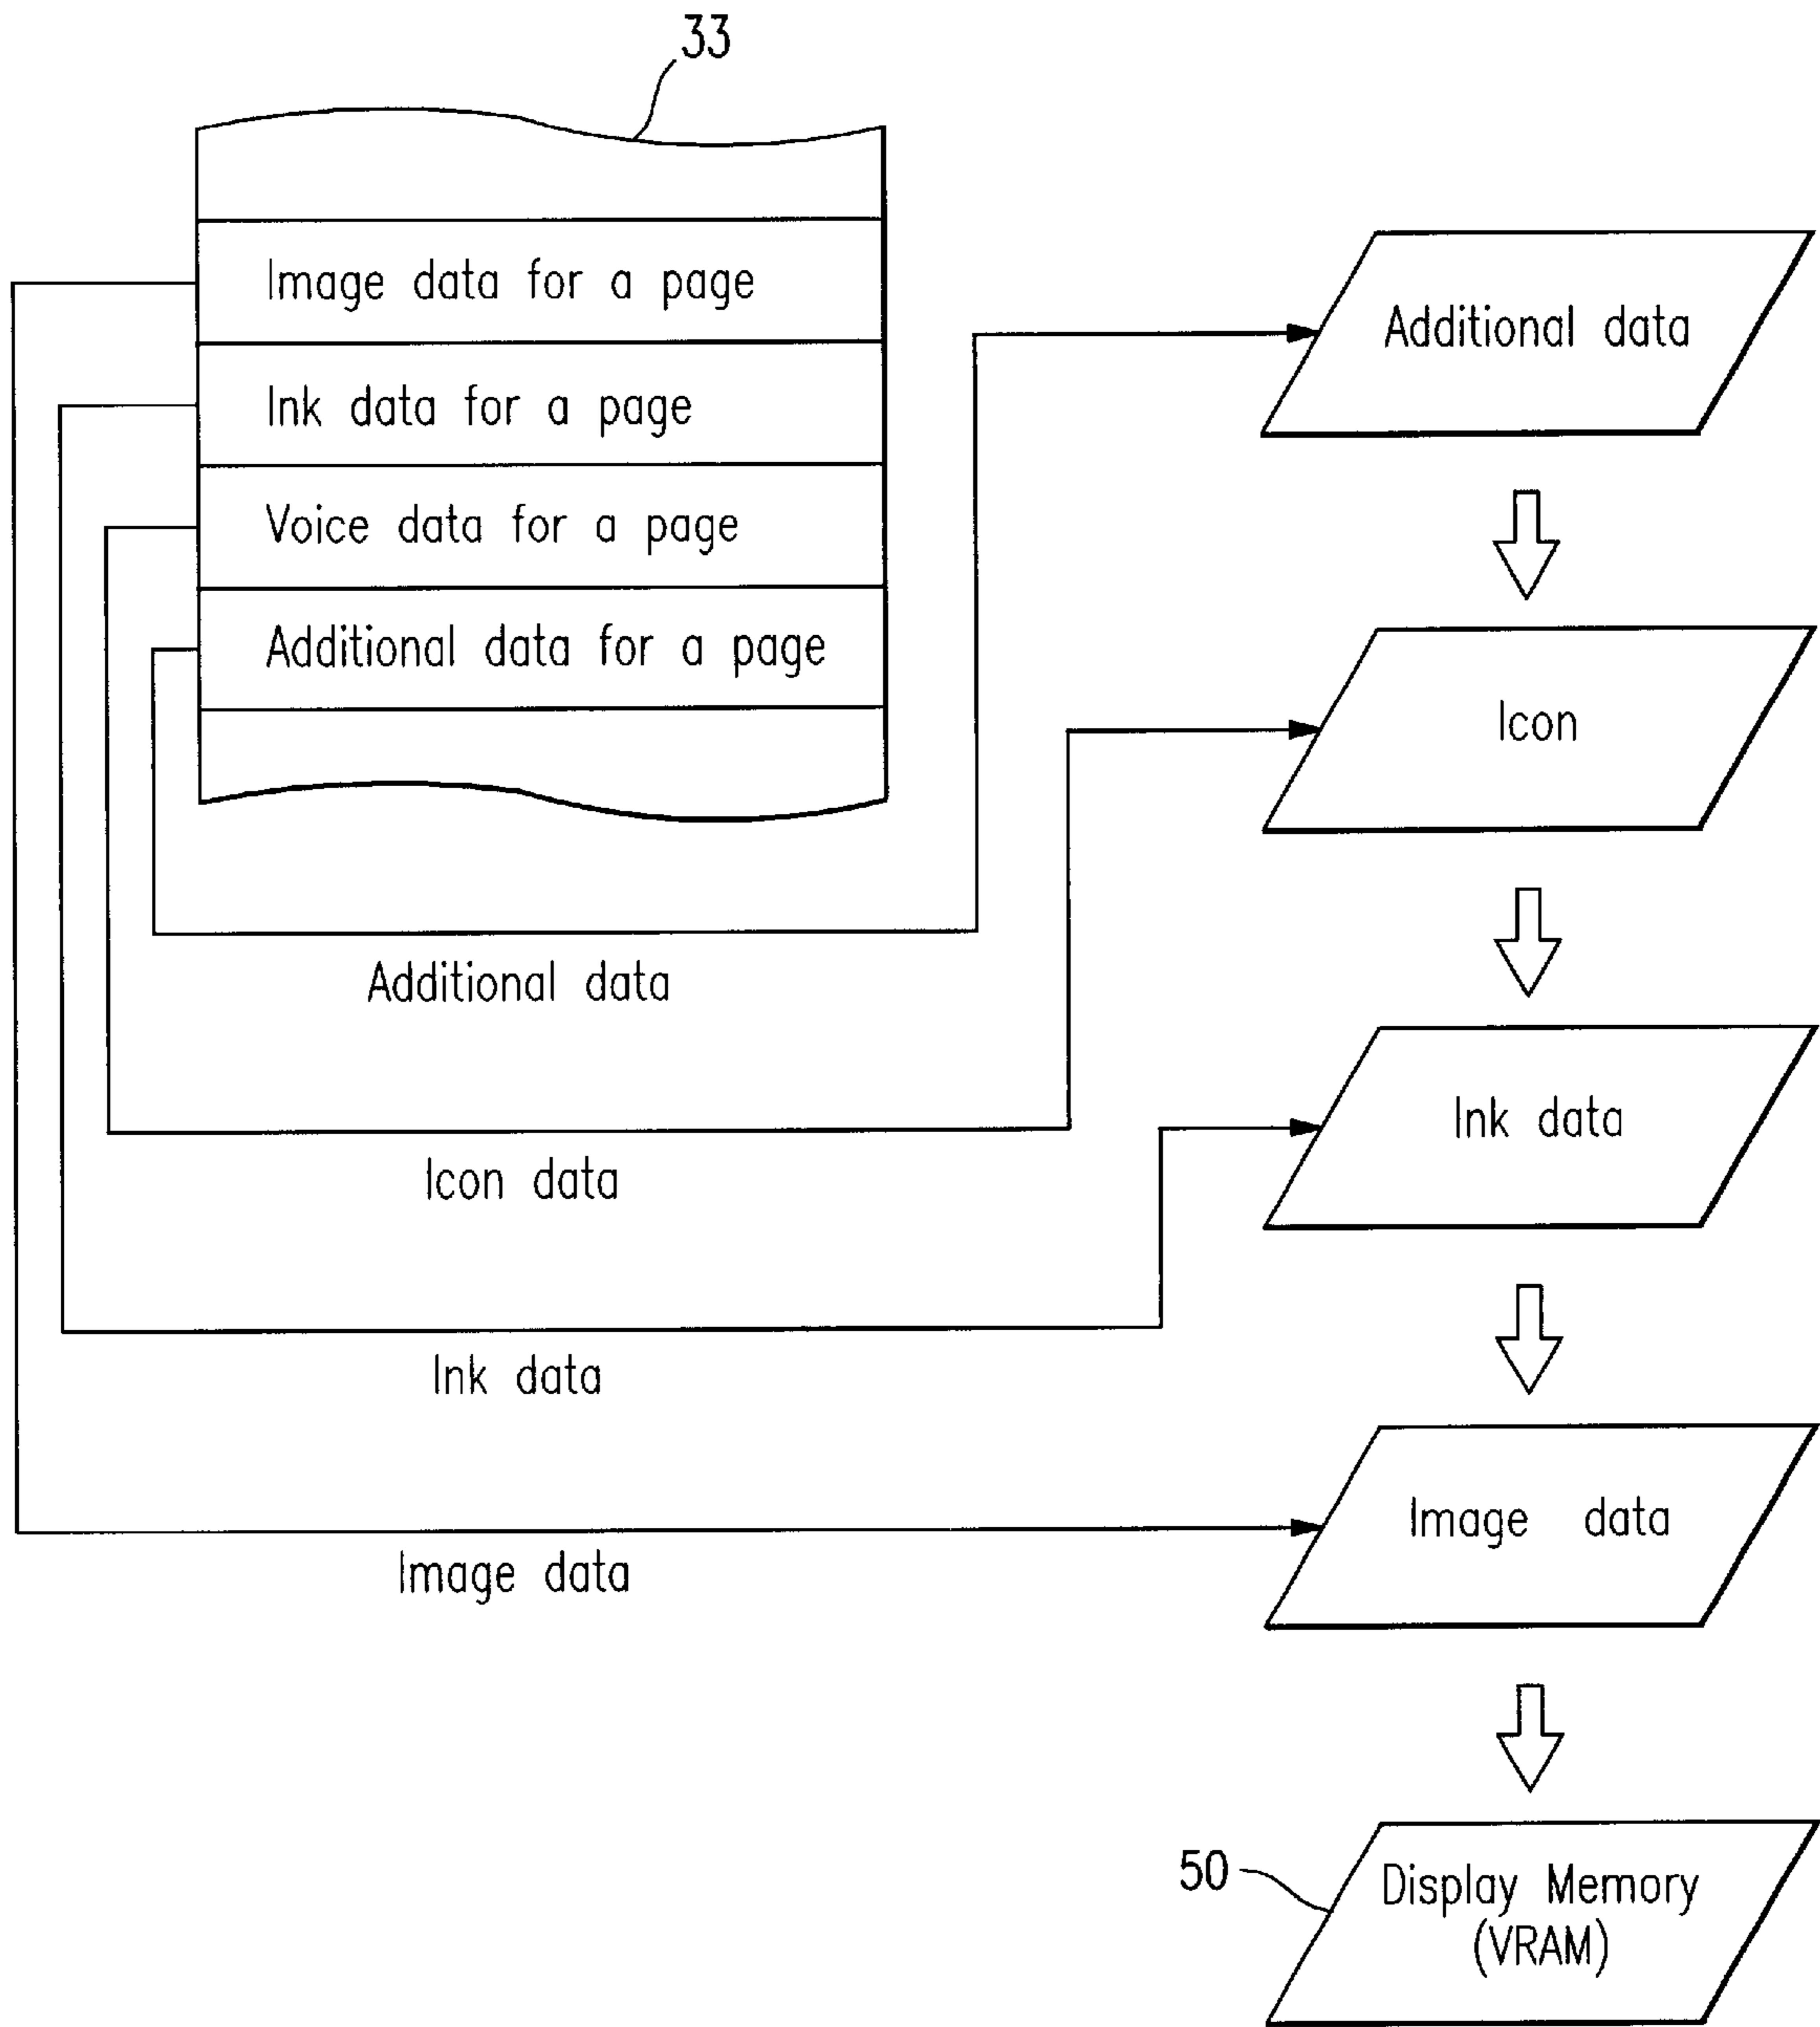 33
Image data for a page
Ink data for a page
Voice data for a page
Additional data for a page
Additional data
Icon data
Ink data
Image data
Additional data
Icon
Ink data
Image data
50
Display Memory
(VRAM)